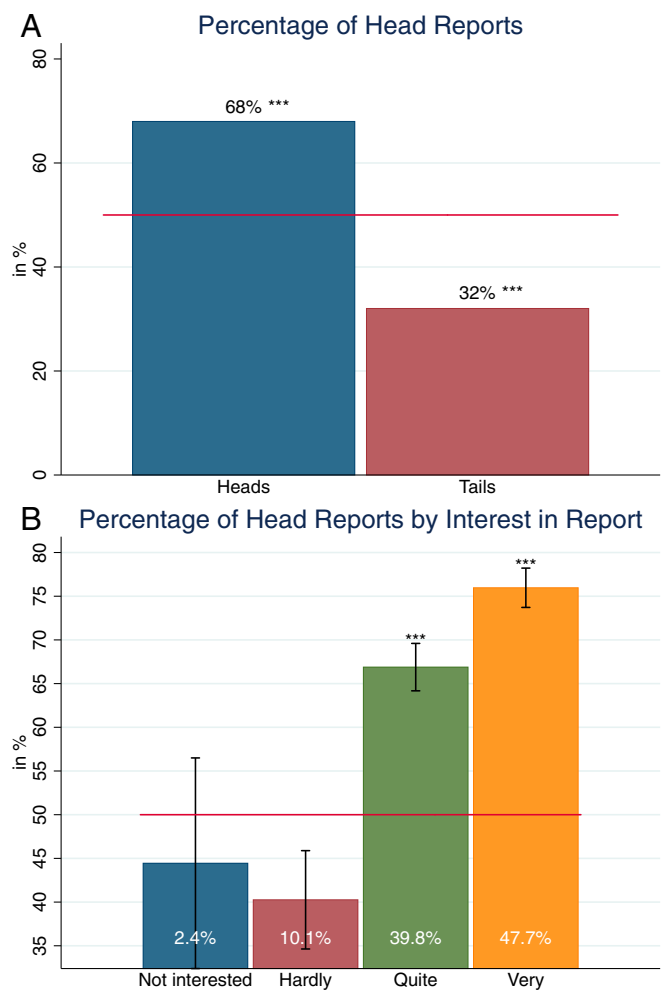 A
Percentage of Head Reports
80
60
40
20
0
in %
68% ***
32% ***
Heads
Tails
B
Percentage of Head Reports by Interest in Report
80
75
70
65
60
55
50
45
40
35
in %
***
***
2.4%
10.1%
39.8%
47.7%
Not interested
Hardly
Quite
Very